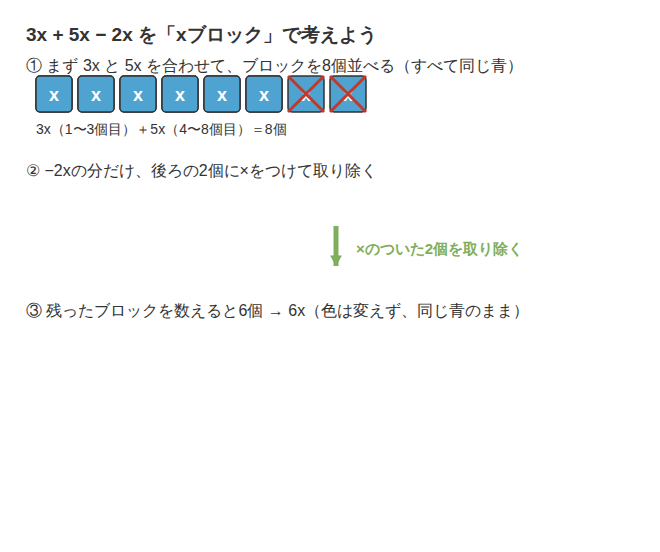 3x + 5x − 2x を「xブロック」で考えよう
① まず 3x と 5x を合わせて、ブロックを8個並べる（すべて同じ青）
x x x x x x
3x（1〜3個目）＋5x（4〜8個目）＝8個
② −2xの分だけ、後ろの2個に×をつけて取り除く
×のついた2個を取り除く
③ 残ったブロックを数えると6個 → 6x（色は変えず、同じ青のまま）